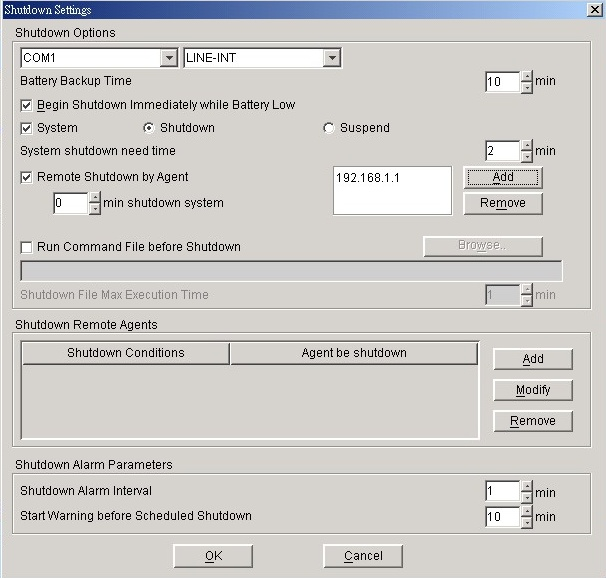 Shutdown Settings
Shutdown Options
COM1 LINE-INT
Battery Backup Time 10 min
Begin Shutdown Immediately while Battery Low
System Shutdown Suspend
System shutdown need time 2 min
Remote Shutdown by Agent 192.168.1.1 Add
0 min shutdown system Remove
Run Command File before Shutdown Browse..
Shutdown File Max Execution Time 1 min
Shutdown Remote Agents
Shutdown Conditions Agent be shutdown Add
Modify
Remove
Shutdown Alarm Parameters
Shutdown Alarm Interval 1 min
Start Warning before Scheduled Shutdown 10 min
OK Cancel